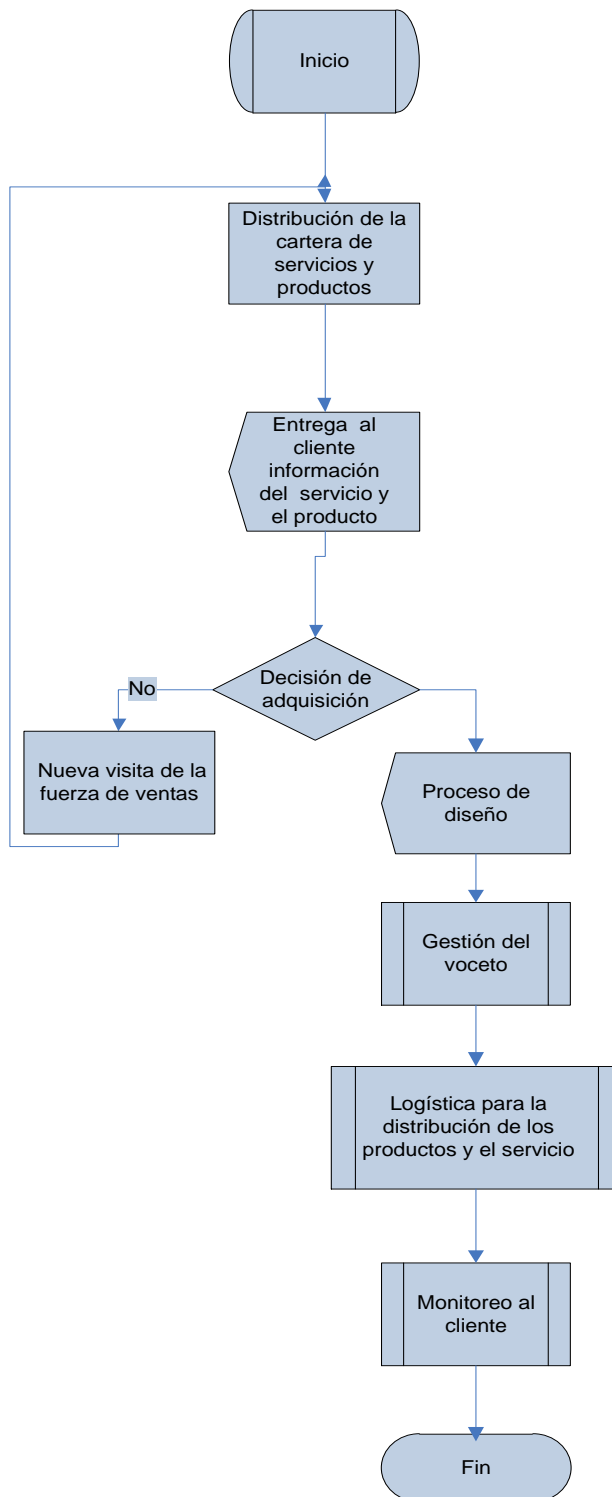 Inicio
Distribución de la
cartera de
servicios y
productos
Entrega al
cliente
información
del servicio y
el producto
Decisión de
adquisición
No
Nueva visita de la
fuerza de ventas
Proceso de
diseño
Gestión del
voceto
Logística para la
distribución de los
productos y el servicio
Monitoreo al
cliente
Fin